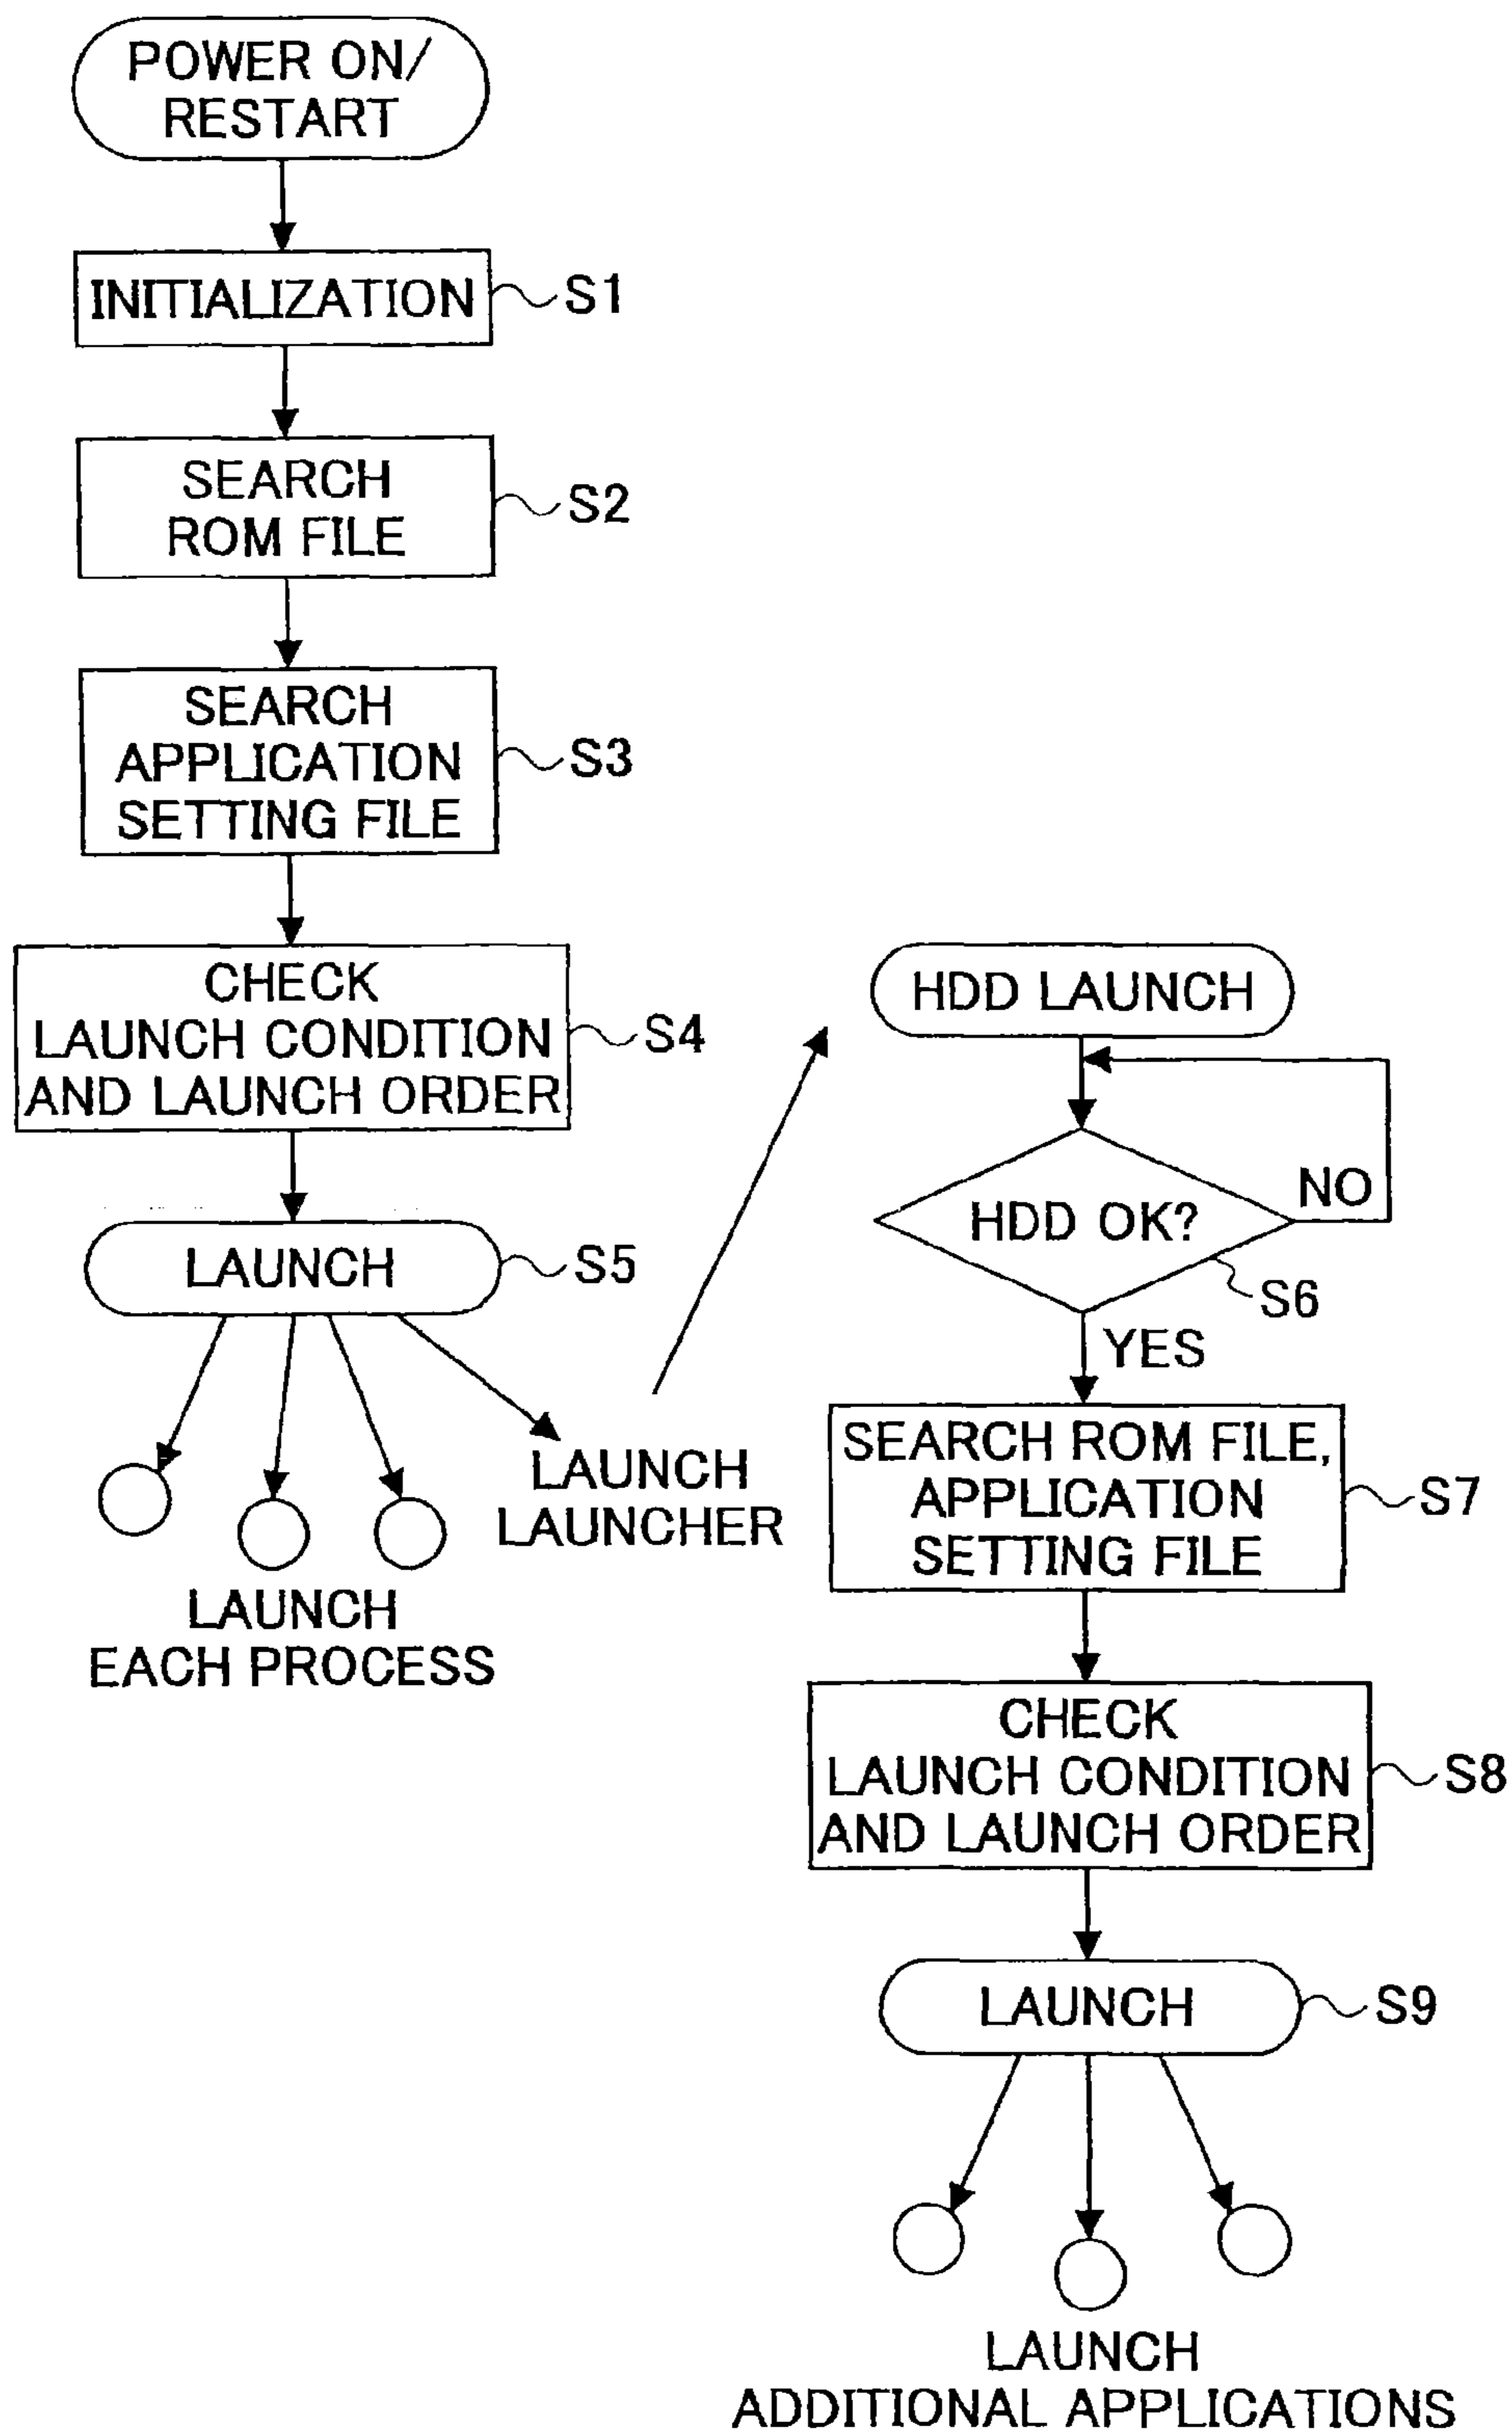 POWER ON/
RESTART
INITIALIZATION
S1
SEARCH
ROM FILE
S2
SEARCH
APPLICATION
SETTING FILE
S3
CHECK
LAUNCH CONDITION
AND LAUNCH ORDER
S4
LAUNCH
S5
LAUNCH
LAUNCHER
LAUNCH
EACH PROCESS
HDD LAUNCH
HDD OK?
NO
S6
YES
SEARCH ROM FILE,
APPLICATION
SETTING FILE
S7
CHECK
LAUNCH CONDITION
AND LAUNCH ORDER
S8
LAUNCH
S9
LAUNCH
ADDITIONAL APPLICATIONS